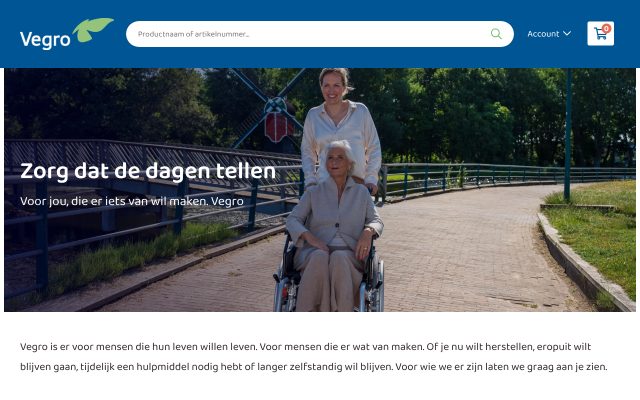 Vegro
Productnaam of artikelnummer...
Account
0
Zorg dat de dagen tellen
Voor jou, die er iets van wil maken. Vegro
Vegro is er voor mensen die hun leven willen leven. Voor mensen die er wat van maken. Of je nu wilt herstellen, eropuit wilt
blijven gaan, tijdelijk een hulpmiddel nodig hebt of langer zelfstandig wil blijven. Voor wie we er zijn laten we graag aan je zien.